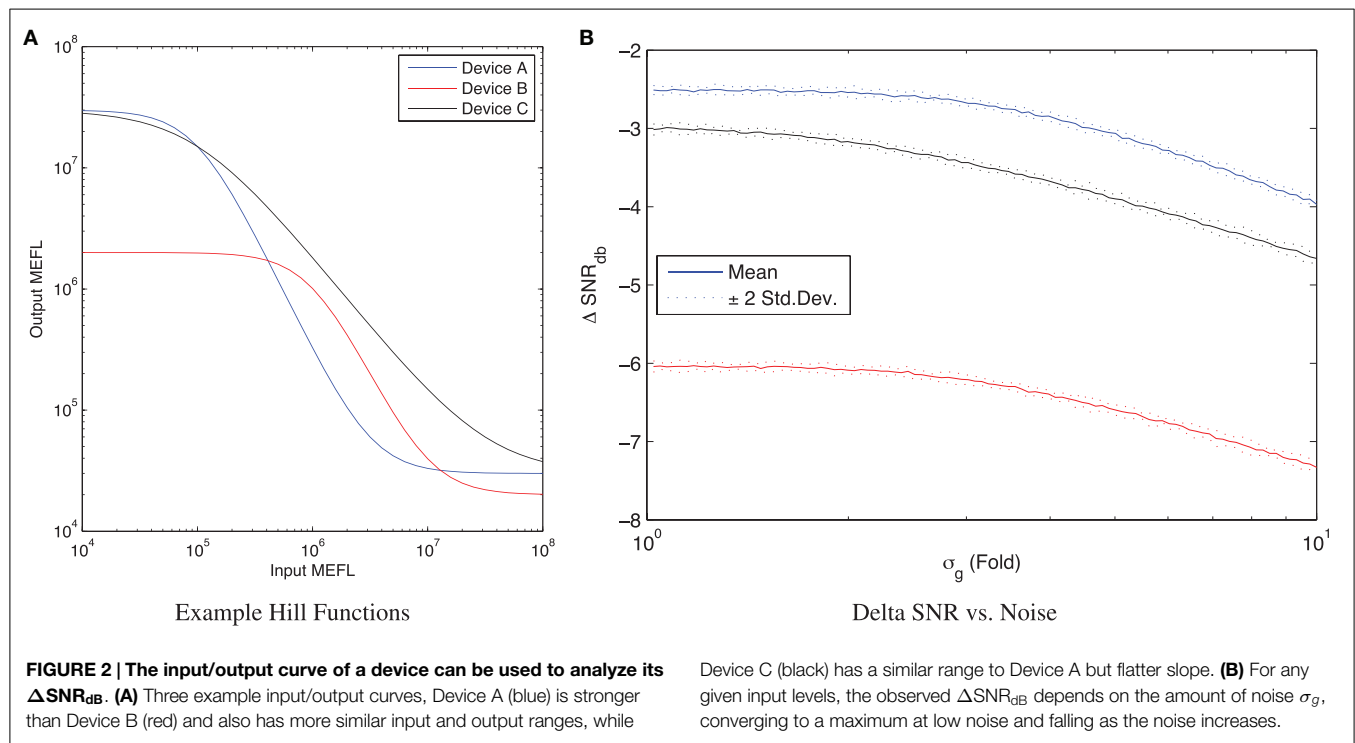 A
10^8
10^7
10^6
10^5
10^4
Output MEFL
Device A
Device B
Device C
10^4 10^5 10^6 10^7 10^8
Input MEFL
Example Hill Functions
B
−2
−3
−4
−5
−6
−7
−8
Δ SNR_db
Mean
± 2 Std.Dev.
10^0 10^1
σ_g (Fold)
Delta SNR vs. Noise
FIGURE 2 | The input/output curve of a device can be used to analyze its
ΔSNR_dB. (A) Three example input/output curves, Device A (blue) is stronger
than Device B (red) and also has more similar input and output ranges, while
Device C (black) has a similar range to Device A but flatter slope. (B) For any
given input levels, the observed ΔSNR_dB depends on the amount of noise σ_g,
converging to a maximum at low noise and falling as the noise increases.